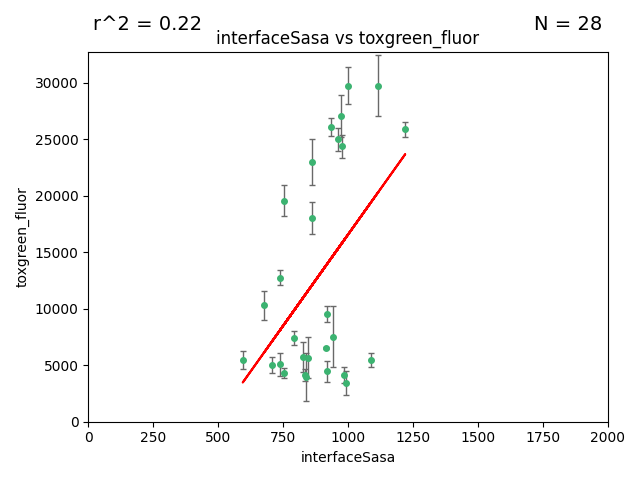 r^2 = 0.22
N = 28
interfaceSasa vs toxgreen_fluor
30000
25000
20000
15000
10000
5000
0
toxgreen_fluor
0 250 500 750 1000 1250 1500 1750 2000
interfaceSasa